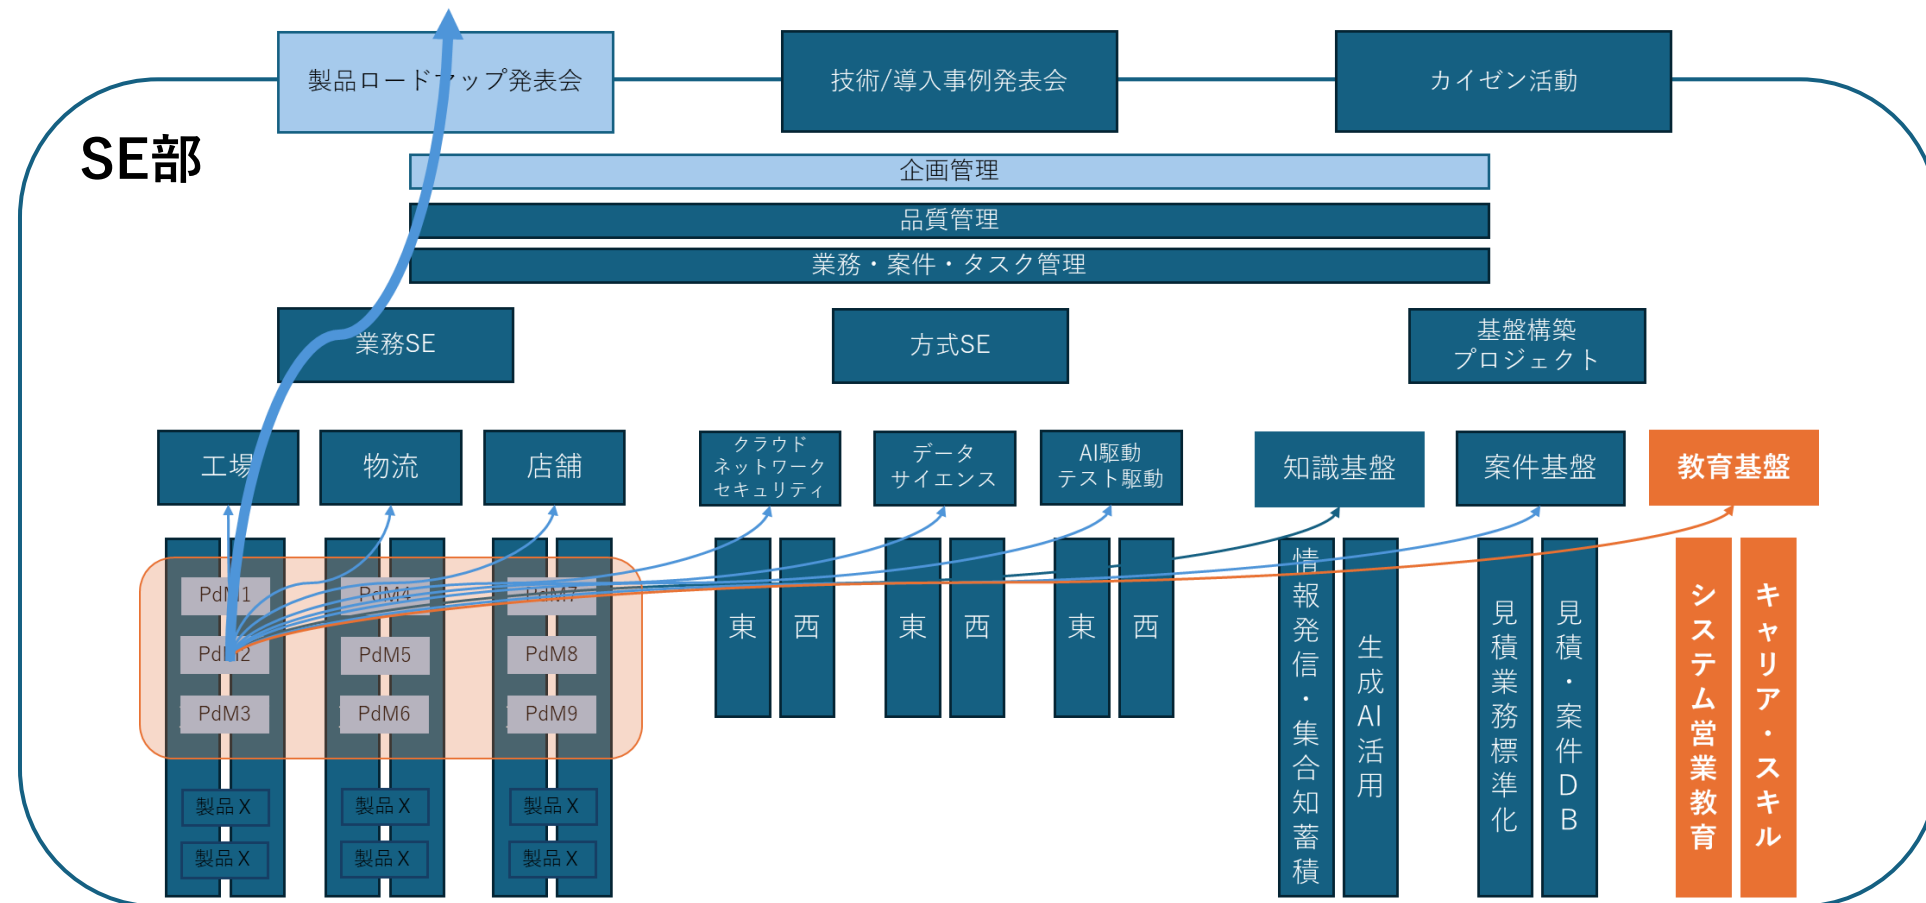 製品ロードマップ発表会
技術/導入事例発表会
カイゼン活動
SE部
企画管理
品質管理
業務・案件・タスク管理
業務SE
方式SE
基盤構築
プロジェクト
工場
物流
店舗
クラウド
ネットワーク
セキュリティ
データ
サイエンス
AI駆動
テスト駆動
知識基盤
案件基盤
教育基盤
PdM1
PdM4
PdM7
PdM2
PdM5
PdM8
PdM3
PdM6
PdM9
製品X
製品X
製品X
製品X
製品X
製品X
東
西
東
西
東
西
情報発信・集合知蓄積
生成AI活用
見積業務標準化
見積・案件DB
システム営業教育
キャリア・スキル